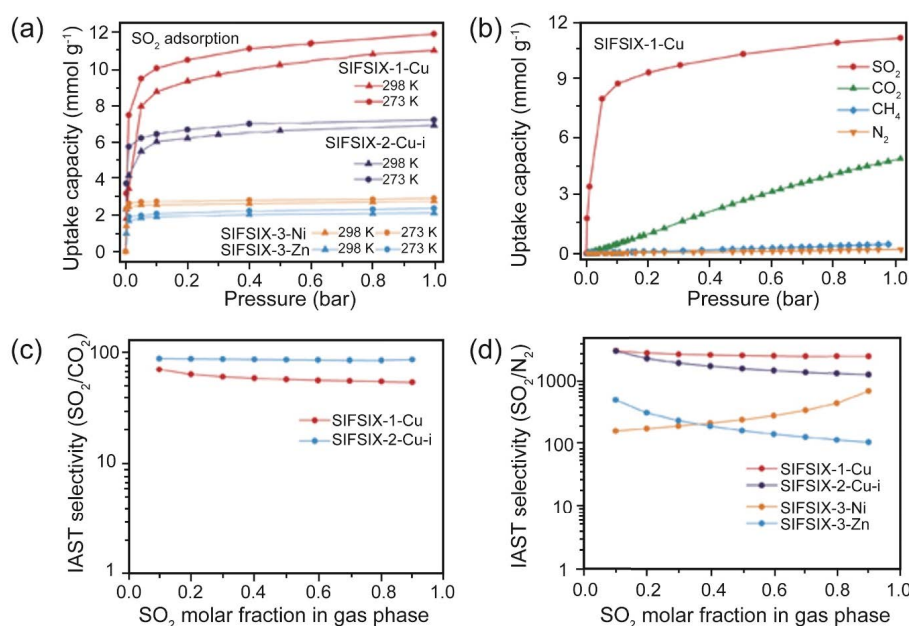 (a)
SO2 adsorption
SIFSIX-1-Cu
298 K
273 K
SIFSIX-2-Cu-i
298 K
273 K
SIFSIX-3-Ni 298 K 273 K
SIFSIX-3-Zn 298 K 273 K
Uptake capacity (mmol g-1)
12
10
8
6
4
2
0
0.0 0.2 0.4 0.6 0.8 1.0
Pressure (bar)
(b)
SIFSIX-1-Cu
SO2
CO2
CH4
N2
Uptake capacity (mmol g-1)
12
9
6
3
0
0.0 0.2 0.4 0.6 0.8 1.0
Pressure (bar)
(c)
IAST selectivity (SO2/CO2)
100
10
1
SIFSIX-1-Cu
SIFSIX-2-Cu-i
0.0 0.2 0.4 0.6 0.8 1.0
SO2 molar fraction in gas phase
(d)
IAST selectivity (SO2/N2)
1000
100
10
1
SIFSIX-1-Cu
SIFSIX-2-Cu-i
SIFSIX-3-Ni
SIFSIX-3-Zn
0.0 0.2 0.4 0.6 0.8 1.0
SO2 molar fraction in gas phase